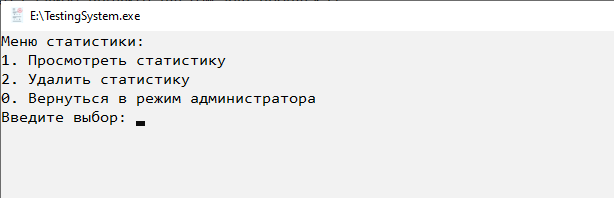 E:\TestingSystem.exe
Меню статистики:
1. Просмотреть статистику
2. Удалить статистику
0. Вернуться в режим администратора
Введите выбор: